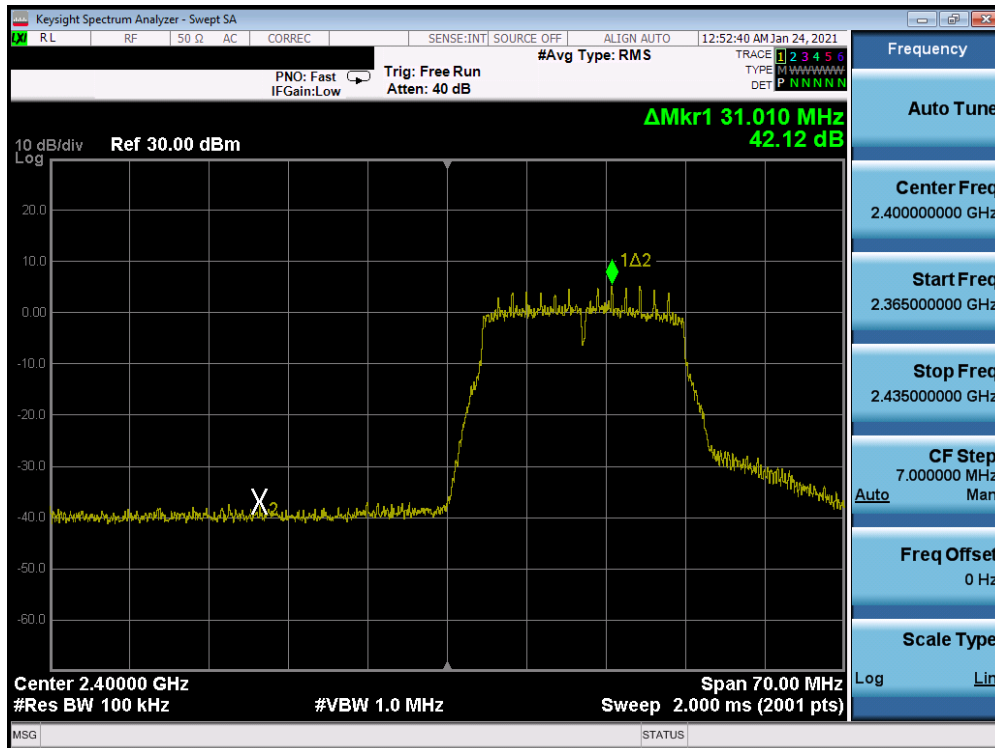 Keysight Spectrum Analyzer - Swept SA
LXI RL RF 50 Ω AC CORREC SENSE:INT SOURCE OFF ALIGN AUTO 12:52:40 AM Jan 24, 2021
#Avg Type: RMS
TRACE 1 2 3 4 5 6
TYPE M WWWWW
DET P N N N N N
PNO: Fast
IFGain:Low
Trig: Free Run
Atten: 40 dB
ΔMkr1 31.010 MHz
42.12 dB
10 dB/div Ref 30.00 dBm
Log
20.0
10.0
1Δ2
0.00
-10.0
-20.0
-30.0
X2
-40.0
-50.0
-60.0
Center 2.40000 GHz Span 70.00 MHz
#Res BW 100 kHz #VBW 1.0 MHz Sweep 2.000 ms (2001 pts)
MSG STATUS
Frequency
Auto Tune
Center Freq
2.400000000 GHz
Start Freq
2.365000000 GHz
Stop Freq
2.435000000 GHz
CF Step
7.000000 MHz
Auto Man
Freq Offset
0 Hz
Scale Type
Log Lin